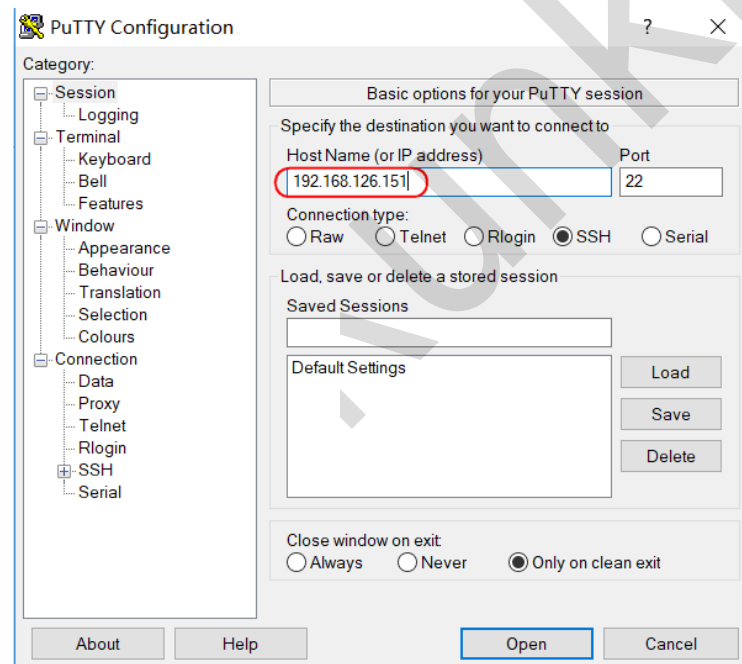 PuTTY Configuration
?
Category:
Session
Logging
Terminal
Keyboard
Bell
Features
Window
Appearance
Behaviour
Translation
Selection
Colours
Connection
Data
Proxy
Telnet
Rlogin
SSH
Serial
Basic options for your PuTTY session
Specify the destination you want to connect to
Host Name (or IP address) Port
192.168.126.151 22
Connection type:
Raw Telnet Rlogin SSH Serial
Load, save or delete a stored session
Saved Sessions
Default Settings
Load
Save
Delete
Close window on exit:
Always Never Only on clean exit
About Help Open Cancel